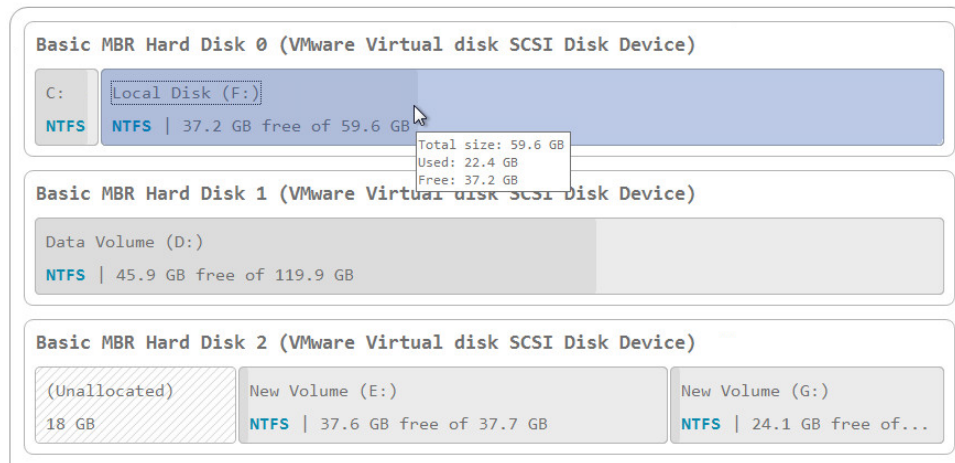 Basic MBR Hard Disk 0 (VMware Virtual disk SCSI Disk Device)
C:
NTFS
Local Disk (F:)
NTFS | 37.2 GB free of 59.6 GB
Total size: 59.6 GB
Used: 22.4 GB
Free: 37.2 GB
Basic MBR Hard Disk 1 (VMware Virtual disk SCSI Disk Device)
Data Volume (D:)
NTFS | 45.9 GB free of 119.9 GB
Basic MBR Hard Disk 2 (VMware Virtual disk SCSI Disk Device)
(Unallocated)
18 GB
New Volume (E:)
NTFS | 37.6 GB free of 37.7 GB
New Volume (G:)
NTFS | 24.1 GB free of...